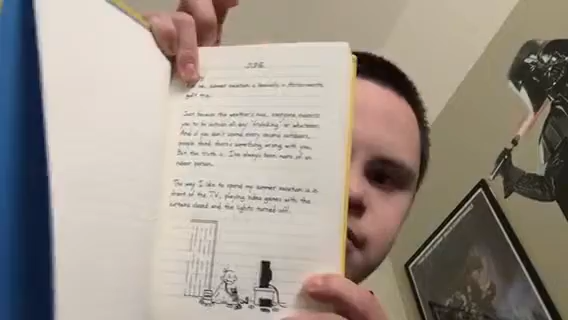 JUNE
me, summer vacation is basically a three-month
guilt trip.
Just because the weather's nice, everyone expects
you to be outside all day "frolicking" or whatever.
And if you don't spend every second outdoors,
people think there's something wrong with you.
But the truth is, I've always been more of an
indoor person.
The way I like to spend my summer vacation is in
front of the TV, playing video games with the
curtains closed and the lights turned off.